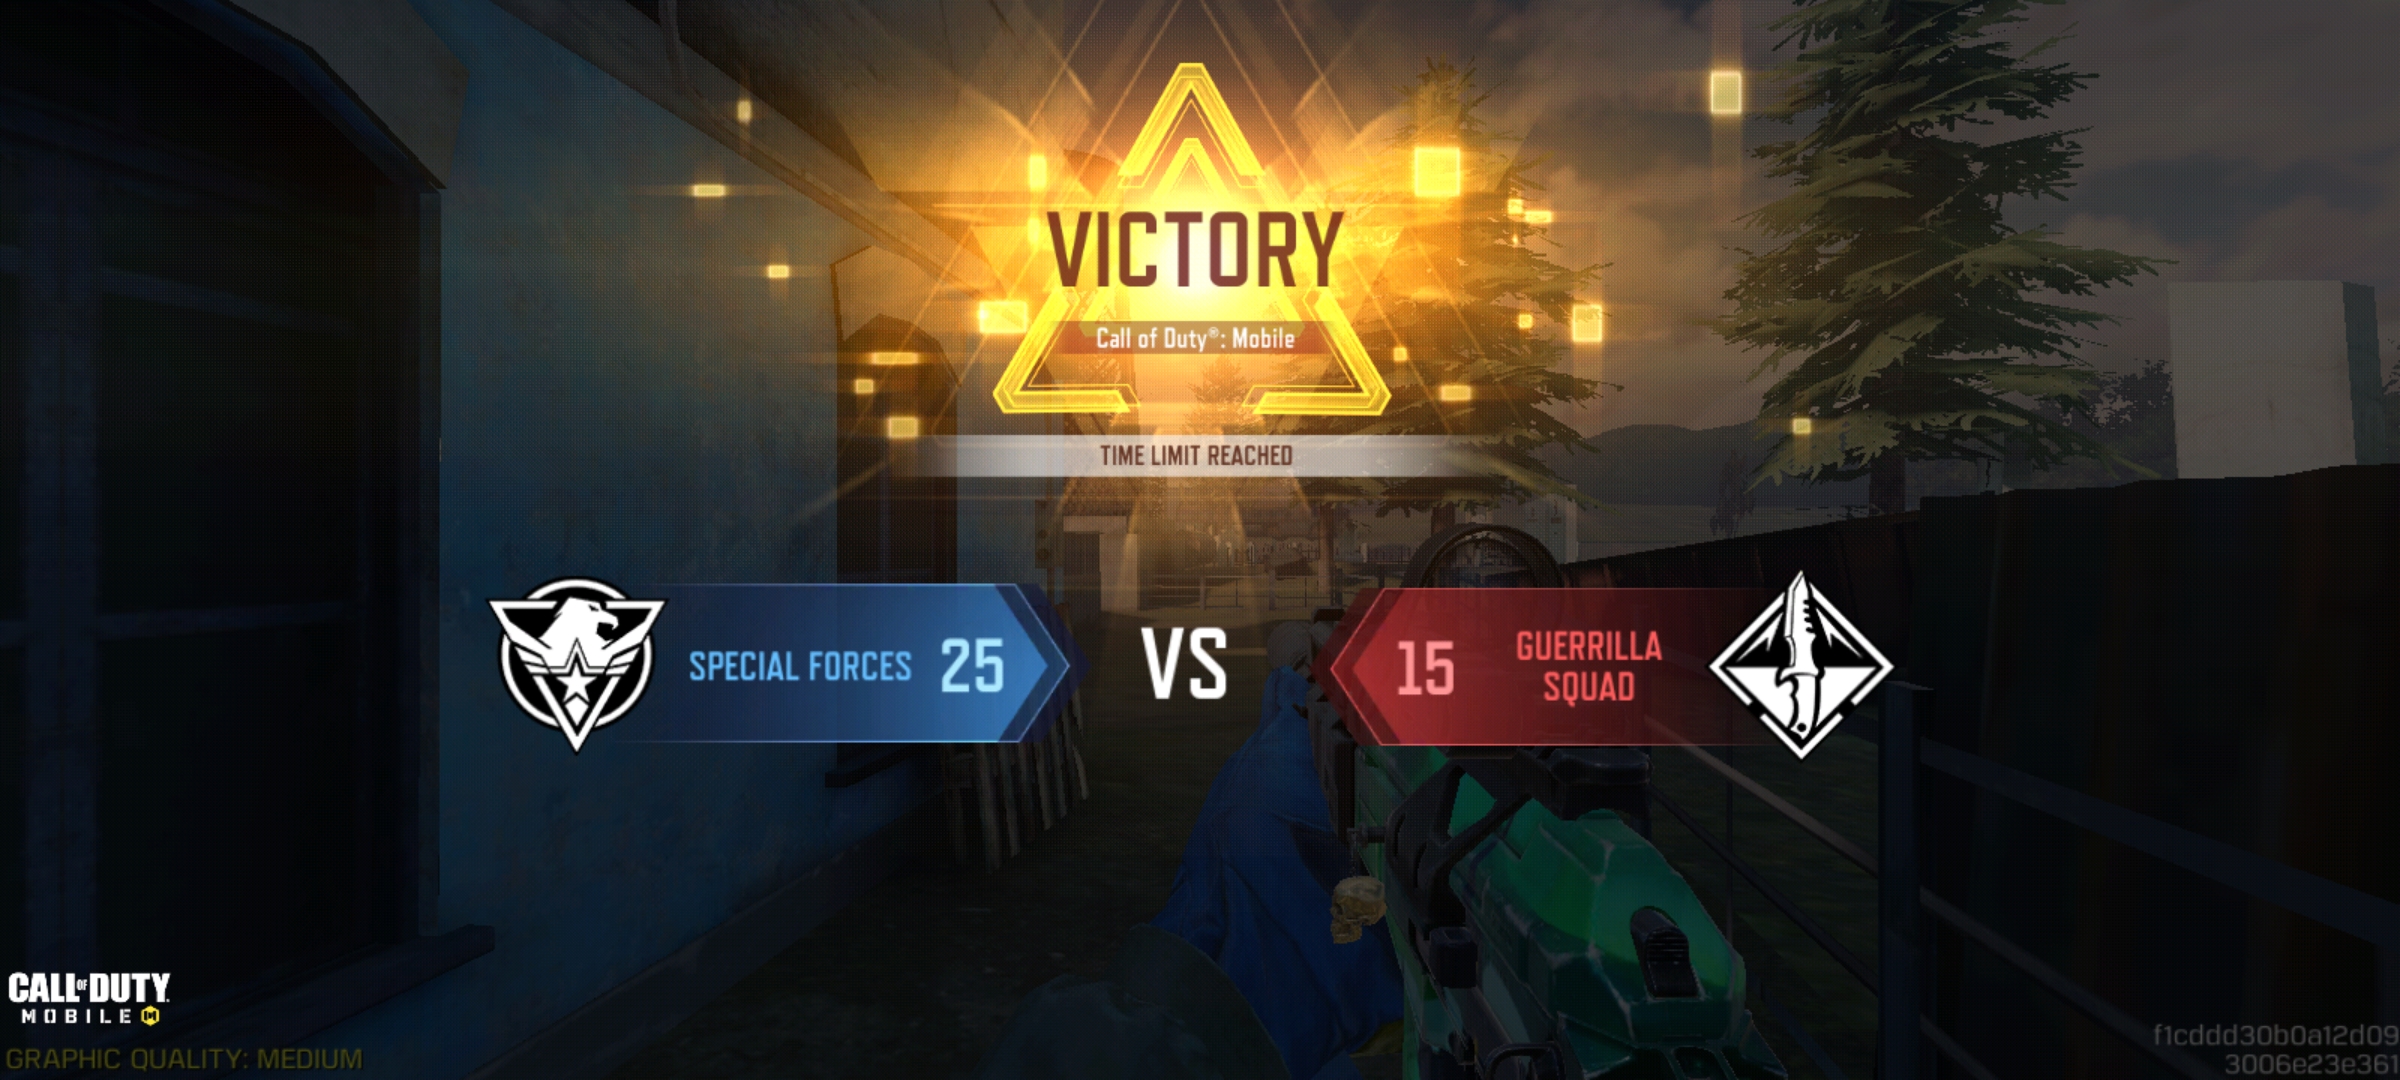 VICTORY
Call of Duty®: Mobile
TIME LIMIT REACHED
SPECIAL FORCES 25
VS
15 GUERRILLA
SQUAD
CALL OF DUTY
MOBILE
GRAPHIC QUALITY: MEDIUM
f1cddd30b0a12d09
3006e23e361